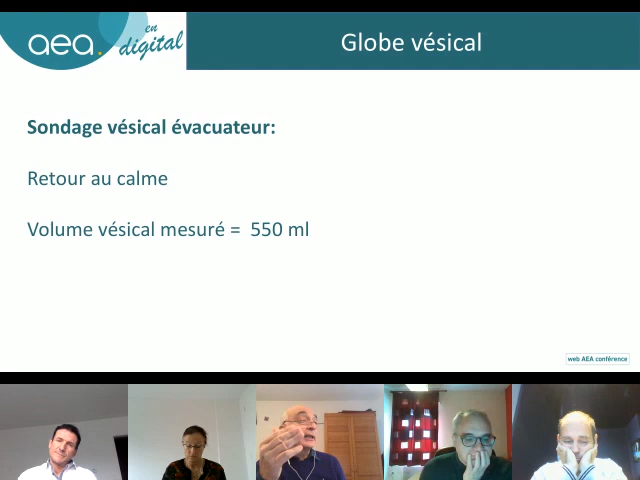 aea.
en
digital
Globe vésical
Sondage vésical évacuateur:
Retour au calme
Volume vésical mesuré = 550 ml
web AEA conférence